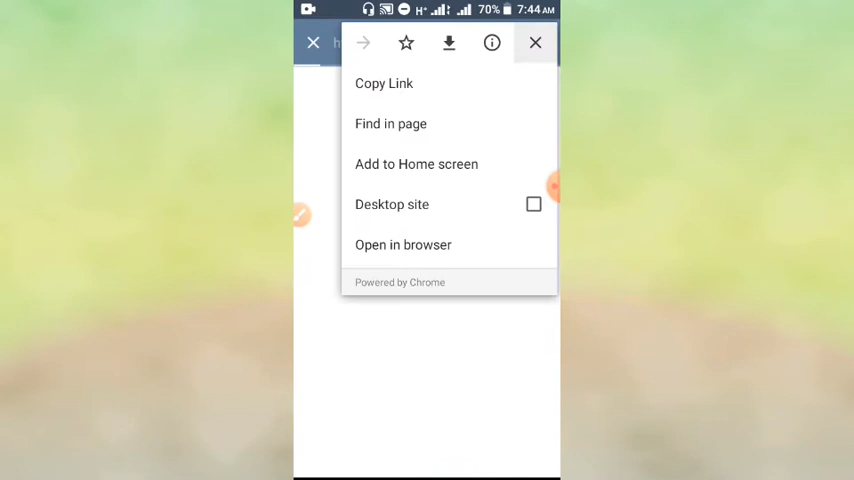 H+ 70% 7:44 AM
h
Copy Link
Find in page
Add to Home screen
Desktop site
Open in browser
Powered by Chrome